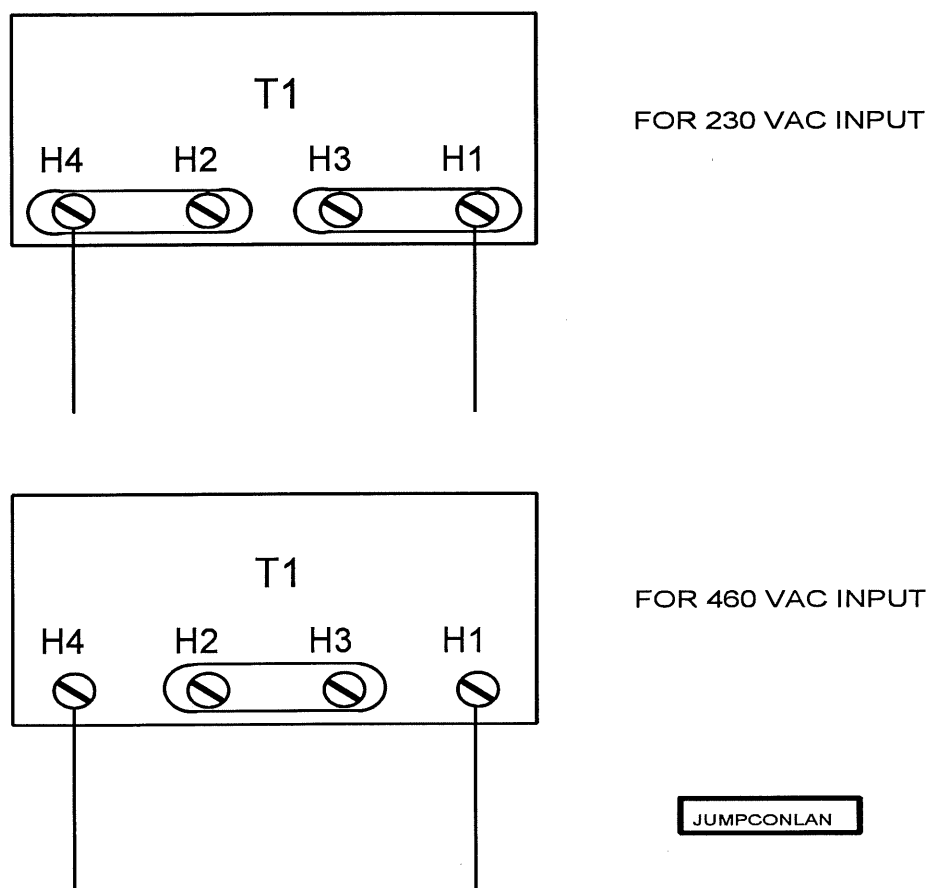 T1
FOR 230 VAC INPUT
H4 H2 H3 H1
T1
FOR 460 VAC INPUT
H4 H2 H3 H1
JUMPCONLAN